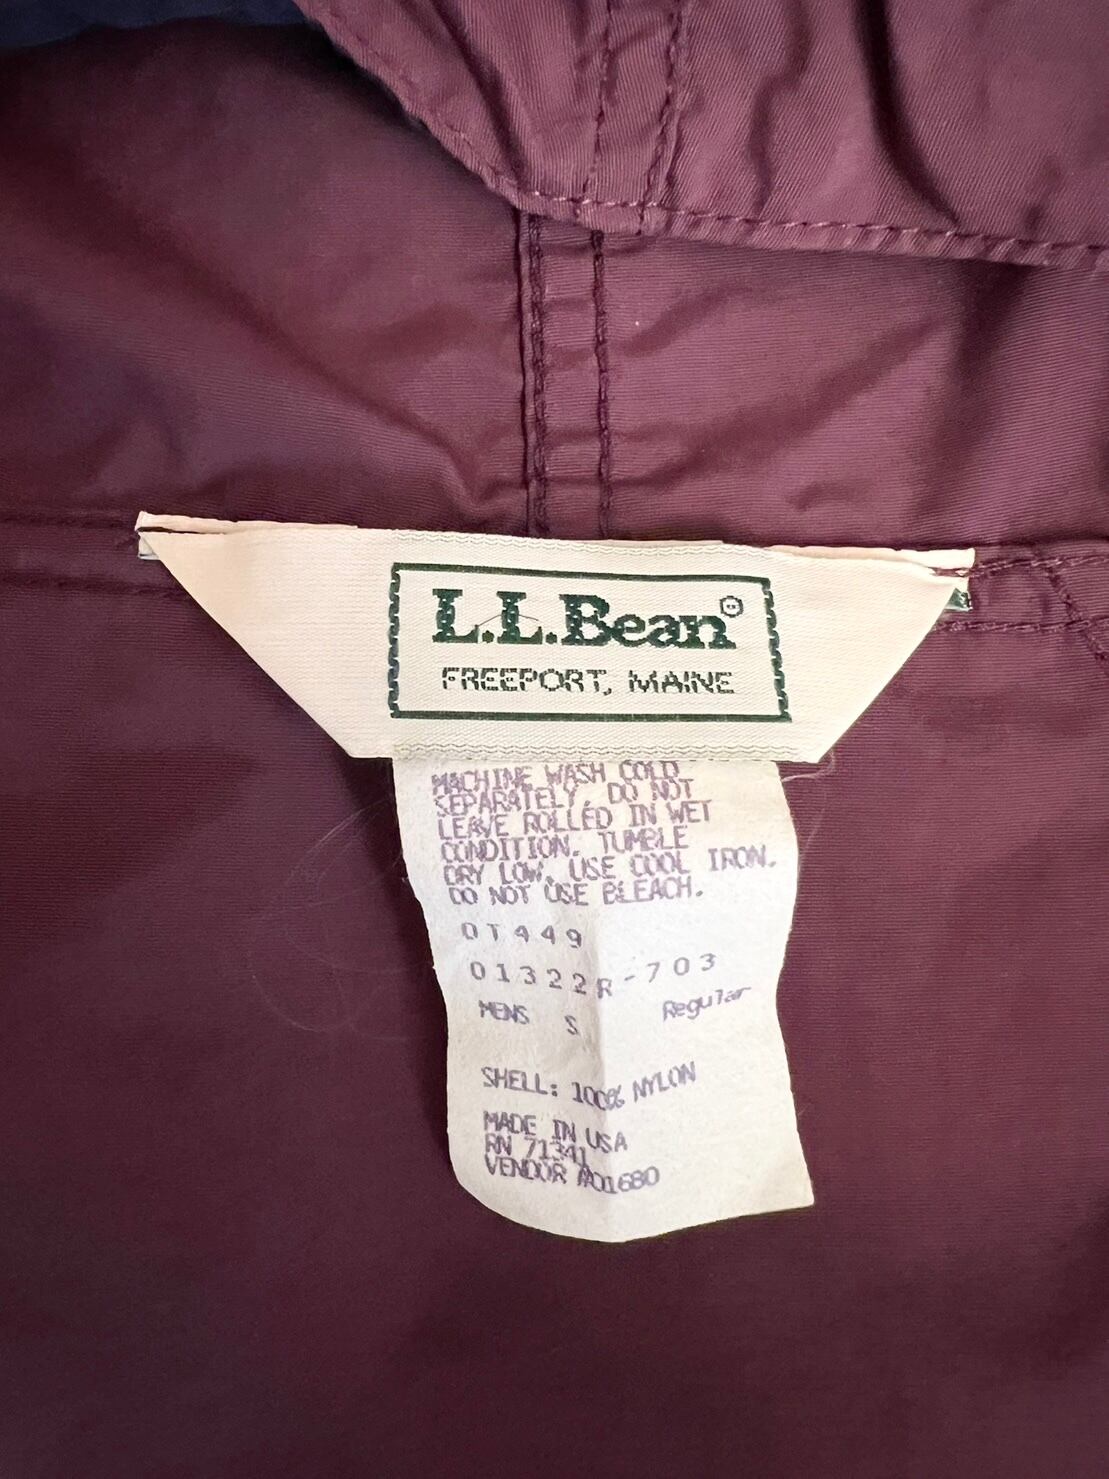 L.L.Bean®
FREEPORT, MAINE
MACHINE WASH COLD
SEPARATELY, DO NOT
LEAVE ROLLED IN WET
CONDITION. TUMBLE
DRY LOW, USE COOL IRON.
DO NOT USE BLEACH.
OT449
01322R-703
MENS S Regular
SHELL: 100% NYLON
MADE IN USA
RN 71341
VENDOR #01680